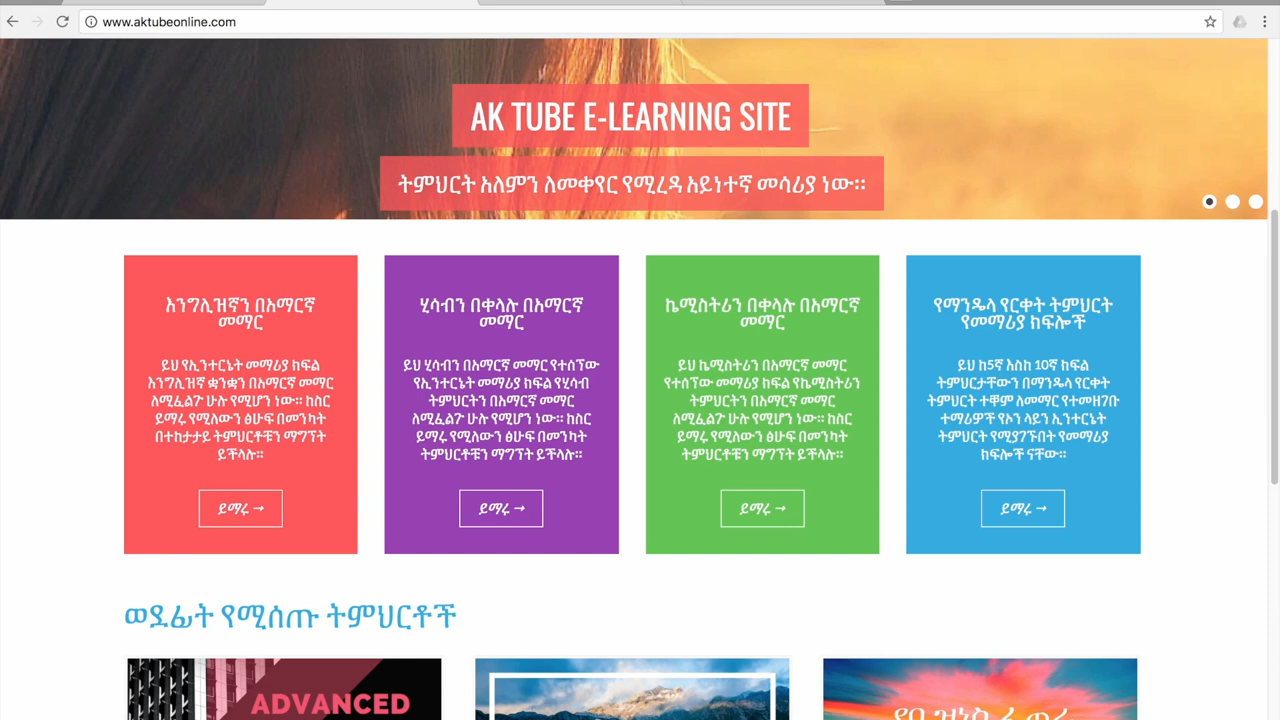 www.aktubeonline.com
AK TUBE E-LEARNING SITE
ትምህርት አለምን ለመቀየር የሚረዳ አይነተኛ መሳሪያ ነው።
እንግሊዝኛን በአማርኛ
መማር
ይህ የኢንተርኔት መማሪያ ክፍል
እንግሊዝኛ ቋንቋን በአማርኛ መማር
ለሚፈልጉ ሁሉ የሚሆን ነው። ከስር
ይማሩ የሚለውን ፅሁፍ በመንካት
በተከታታይ ትምህርቶቹን ማግኘት
ይችላሉ።
ይማሩ →
ሂሳብን በቀላሉ በአማርኛ
መማር
ይህ ሂሳብን በአማርኛ መማር የተሰኘው
የኢንተርኔት መማሪያ ክፍል የሂሳብ
ትምህርትን በአማርኛ መማር
ለሚፈልጉ ሁሉ የሚሆን ነው። ከስር
ይማሩ የሚለውን ፅሁፍ በመንካት
ትምህርቶቹን ማግኘት ይችላሉ።
ይማሩ →
ኬሚስትሪን በቀላሉ በአማርኛ
መማር
ይህ ኬሚስትሪን በአማርኛ መማር
የተሰኘው መማሪያ ክፍል የኬሚስትሪን
ትምህርትን በአማርኛ መማር
ለሚፈልጉ ሁሉ የሚሆን ነው። ከስር
ይማሩ የሚለውን ፅሁፍ በመንካት
ትምህርቶቹን ማግኘት ይችላሉ።
ይማሩ →
የማንዴላ የርቀት ትምህርት
የመማሪያ ክፍሎች
ይህ ከ5ኛ እስከ 10ኛ ክፍል
ትምህርታቸውን በማንዴላ የርቀት
ትምህርት ተቐም ለመማር የተመዘገቡ
ተማሪዎች የኦን ላይን ኢንተርኔት
ትምህርት የሚያገኙበት የመማሪያ
ክፍሎች ናቸው።
ይማሩ →
ወደፊት የሚሰጡ ትምህርቶች
ADVANCED